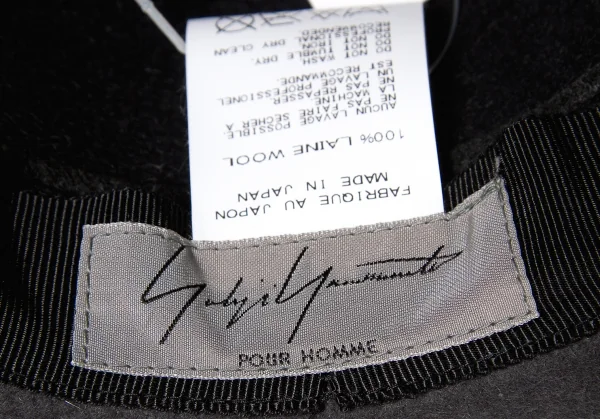 FABRIQUE AU JAPON
MADE IN JAPAN
100% LAINE WOOL
AUCUN LAVAGE POSSIBLE.
NE PAS FAIRE SÉCHER À
LA MACHINE
NE PAS REPASSER
UN LAVAGE PROFESSIONEL
EST RECOMMANDE.
DO NOT WASH
DO NOT TUMBLE DRY.
DO NOT IRON
PROFESSIONAL DRY CLEAN
RECOMMENDED.
Yohji Yamamoto
POUR HOMME